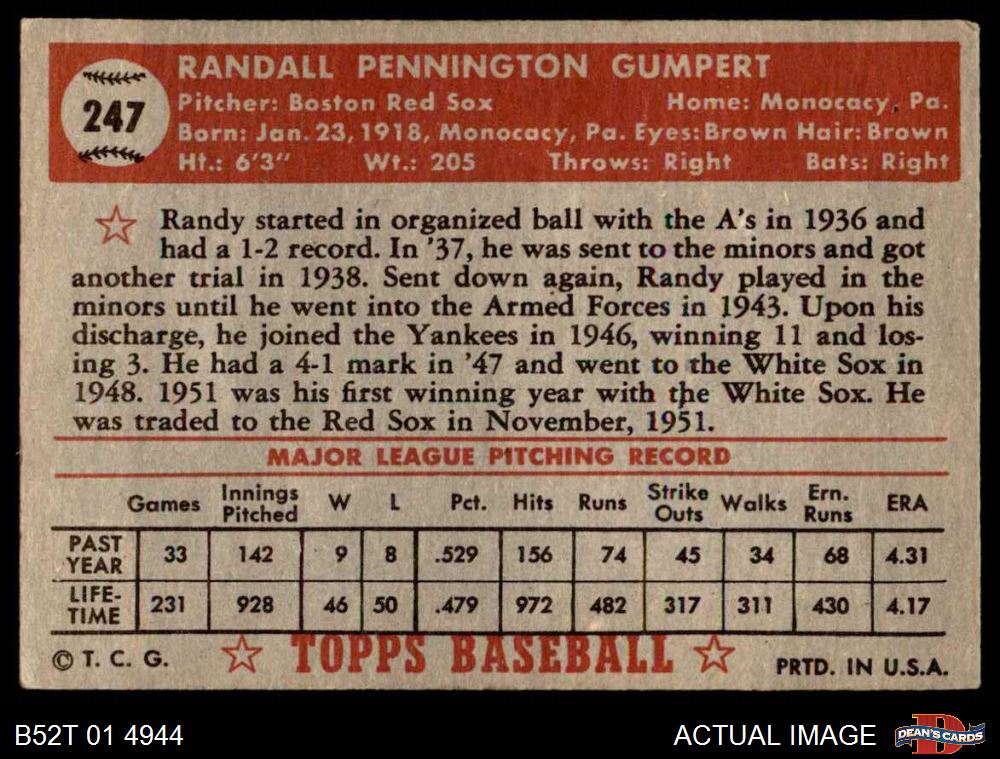 RANDALL PENNINGTON GUMPERT
247
Pitcher: Boston Red Sox Home: Monocacy, Pa.
Born: Jan. 23, 1918, Monocacy, Pa. Eyes: Brown Hair: Brown
Ht.: 6'3" Wt.: 205 Throws: Right Bats: Right
Randy started in organized ball with the A's in 1936 and
had a 1-2 record. In '37, he was sent to the minors and got
another trial in 1938. Sent down again, Randy played in the
minors until he went into the Armed Forces in 1943. Upon his
discharge, he joined the Yankees in 1946, winning 11 and los-
ing 3. He had a 4-1 mark in '47 and went to the White Sox in
1948. 1951 was his first winning year with the White Sox. He
was traded to the Red Sox in November, 1951.
MAJOR LEAGUE PITCHING RECORD
Games Innings Pitched W L Pct. Hits Runs Strike Outs Walks Ern. Runs ERA
PAST YEAR 33 142 9 8 .529 156 74 45 34 68 4.31
LIFE-TIME 231 928 46 50 .479 972 482 317 311 430 4.17
© T. C. G. TOPPS BASEBALL PRTD. IN U.S.A.
B52T 01 4944 ACTUAL IMAGE DEAN'S CARDS